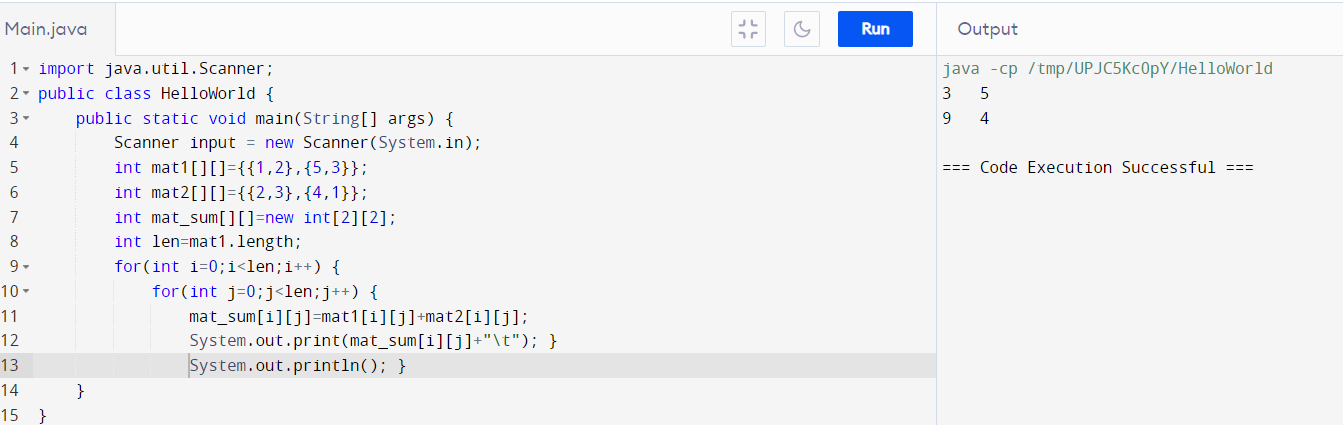 Main.java
Run
Output
1 import java.util.Scanner;
2 public class HelloWorld {
3 public static void main(String[] args) {
4 Scanner input = new Scanner(System.in);
5 int mat1[][]={{1,2},{5,3}};
6 int mat2[][]={{2,3},{4,1}};
7 int mat_sum[][]=new int[2][2];
8 int len=mat1.length;
9 for(int i=0;i<len;i++) {
10 for(int j=0;j<len;j++) {
11 mat_sum[i][j]=mat1[i][j]+mat2[i][j];
12 System.out.print(mat_sum[i][j]+"\t"); }
13 System.out.println(); }
14 }
15 }
java -cp /tmp/UPJC5KcOpY/HelloWorld
3 5
9 4
=== Code Execution Successful ===